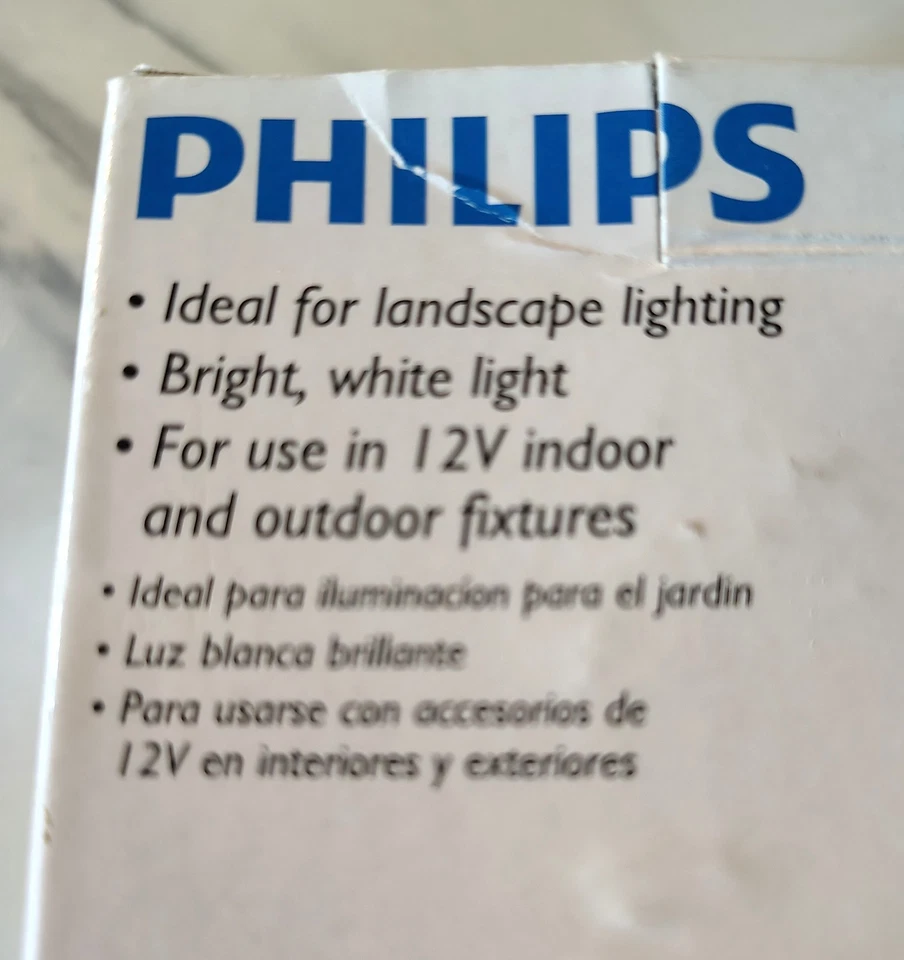 PHILIPS
• Ideal for landscape lighting
• Bright, white light
• For use in 12V indoor
and outdoor fixtures
• Ideal para iluminacion para el jardin
• Luz blanca brillante
• Para usarse con accesorios de
12V en interiores y exteriores